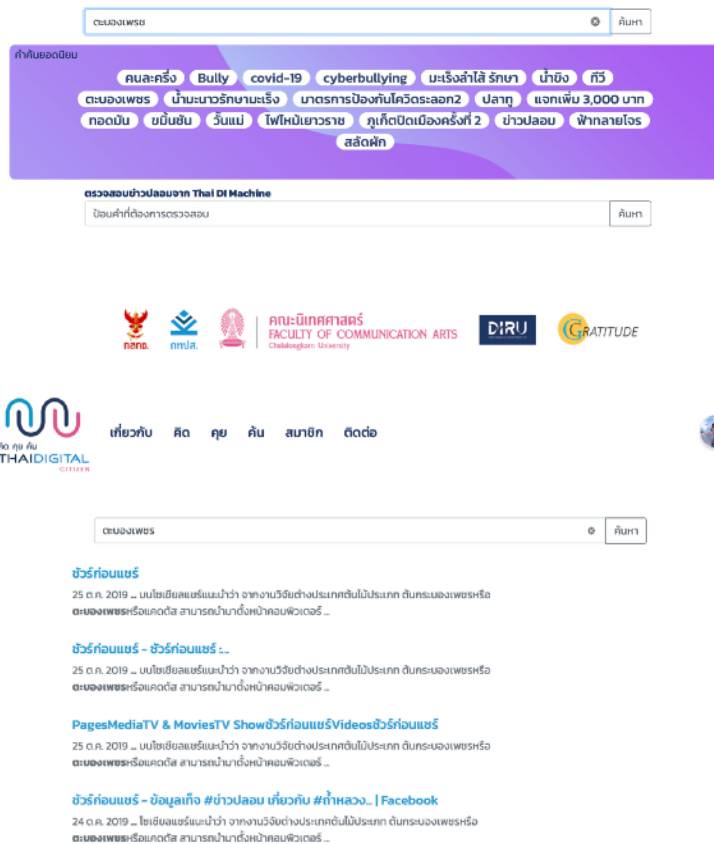 ตะบองเพรช
ค้นหา
คำค้นยอดนิยม
คนละครึ่ง Bully covid-19 cyberbullying มะเร็งลำไส้ รักษา น้ำขิง ทีวี
ตะบองเพชร น้ำมะนาวรักษามะเร็ง มาตรการป้องกันโควิดระลอก2 ปลาทู แจกเพิ่ม 3,000 บาท
ทอดมัน ขมิ้นชัน วันแม่ ไฟไหม้เยาวราช ภูเก็ตปิดเมืองครั้งที่ 2 ข่าวปลอม ฟ้าทลายโจร
สลัดผัก
ตรวจสอบข่าวปลอมจาก Thai DI Machine
ป้อนคำที่ต้องการตรวจสอบ ค้นหา
กสทช. กทปส. คณะนิเทศศาสตร์
FACULTY OF COMMUNICATION ARTS
Chulalongkorn University
DIRU
GRATITUDE
คิด คุย ค้น
THAIDIGITAL
CITIZEN
เกี่ยวกับ คิด คุย ค้น สมาชิก ติดต่อ
ตะบองเพชร ค้นหา
ชัวร์ก่อนแชร์
25 ต.ค. 2019 ... บนโซเชียลแชร์แนะนำว่า จากงานวิจัยต่างประเทศต้นไม้ประเภท ต้นกระบองเพชรหรือ
ตะบองเพชรหรือแคดตัส สามารถนำมาตั้งหน้าคอมพิวเตอร์ ...
ชัวร์ก่อนแชร์ - ชัวร์ก่อนแชร์ :...
25 ต.ค. 2019 ... บนโซเชียลแชร์แนะนำว่า จากงานวิจัยต่างประเทศต้นไม้ประเภท ต้นกระบองเพชรหรือ
ตะบองเพชรหรือแคดตัส สามารถนำมาตั้งหน้าคอมพิวเตอร์ ...
PagesMediaTV & MoviesTV Showชัวร์ก่อนแชร์Videosชัวร์ก่อนแชร์
25 ต.ค. 2019 ... บนโซเชียลแชร์แนะนำว่า จากงานวิจัยต่างประเทศต้นไม้ประเภท ต้นกระบองเพชรหรือ
ตะบองเพชรหรือแคดตัส สามารถนำมาตั้งหน้าคอมพิวเตอร์ ...
ชัวร์ก่อนแชร์ - ข้อมูลเท็จ #ข่าวปลอม เกี่ยวกับ #ถ้ำหลวง... | Facebook
24 ต.ค. 2019 ... โซเชียลแชร์แนะนำว่า จากงานวิจัยต่างประเทศต้นไม้ประเภท ต้นกระบองเพชรหรือ
ตะบองเพชรหรือแคดตัส สามารถนำมาตั้งหน้าคอมพิวเตอร์ ...